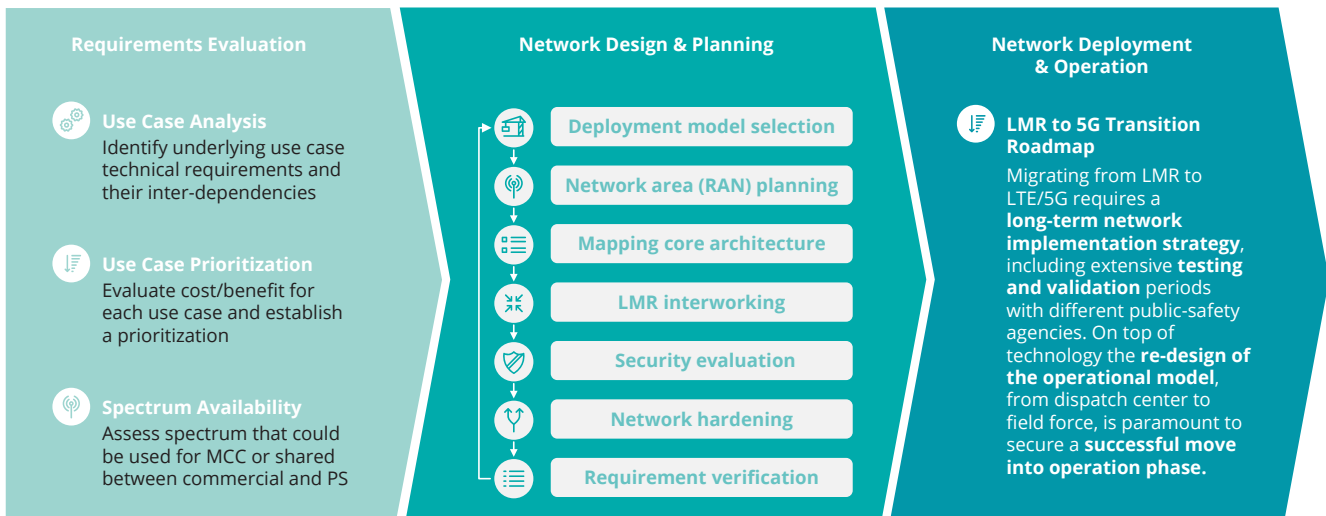 Requirements Evaluation
Use Case Analysis
Identify underlying use case
technical requirements and
their inter-dependencies
Use Case Prioritization
Evaluate cost/benefit for
each use case and establish
a prioritization
Spectrum Availability
Assess spectrum that could
be used for MCC or shared
between commercial and PS
Network Design & Planning
Deployment model selection
Network area (RAN) planning
Mapping core architecture
LMR interworking
Security evaluation
Network hardening
Requirement verification
Network Deployment
& Operation
LMR to 5G Transition
Roadmap
Migrating from LMR to
LTE/5G requires a
long-term network
implementation strategy,
including extensive testing
and validation periods
with different public-safety
agencies. On top of
technology the re-design of
the operational model,
from dispatch center to
field force, is paramount to
secure a successful move
into operation phase.